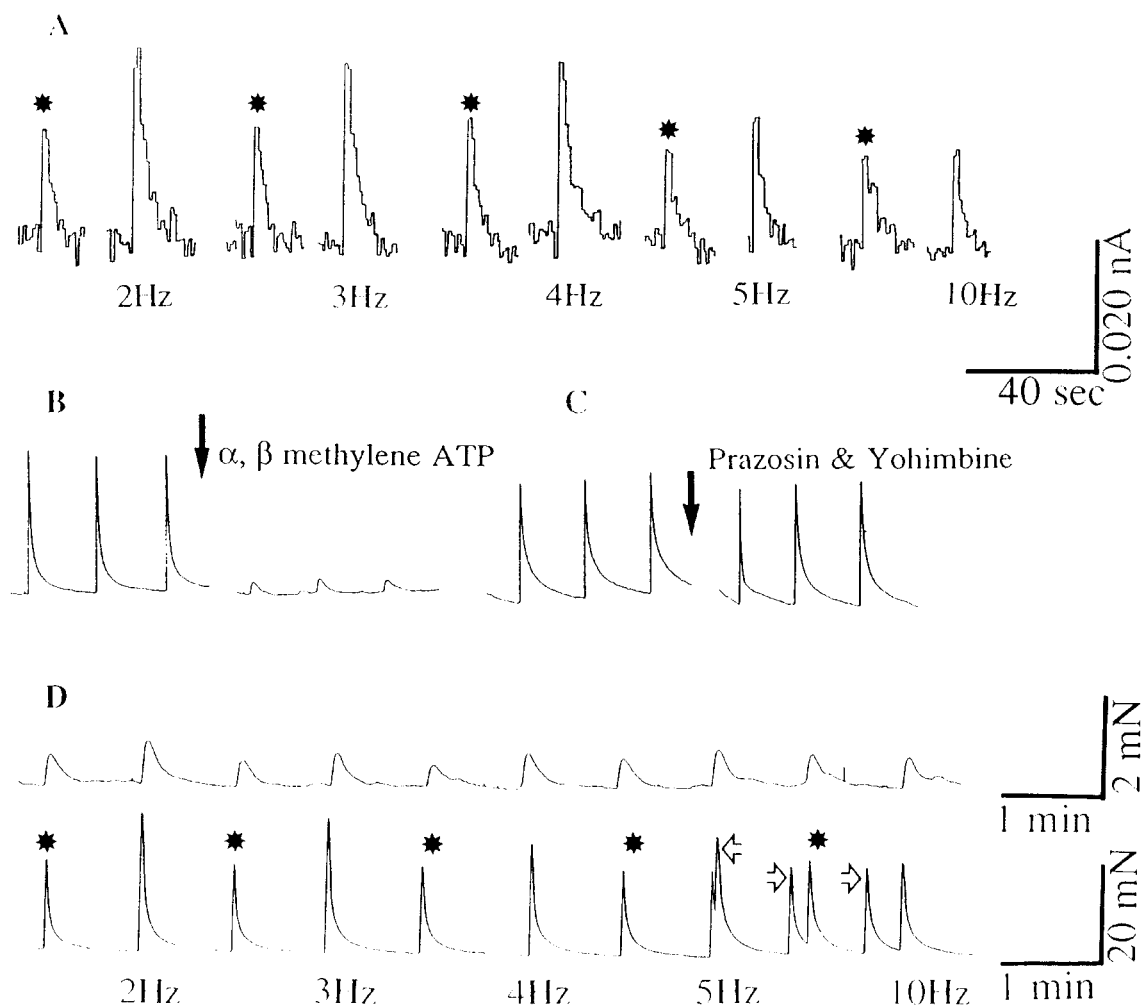 A
2Hz 3Hz 4Hz 5Hz 10Hz
0.020 nA
40 sec
B
α, β methylene ATP
C
Prazosin & Yohimbine
D
2 mN
1 min
20 mN
1 min
2Hz 3Hz 4Hz 5Hz 10Hz